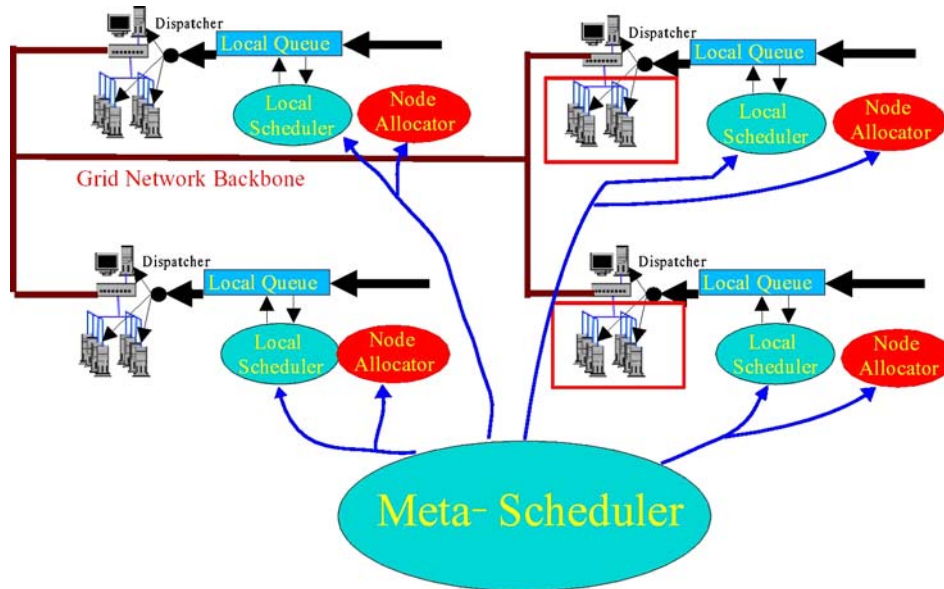 Dispatcher
Local Queue
Local
Scheduler
Node
Allocator
Dispatcher
Local Queue
Local
Scheduler
Node
Allocator
Grid Network Backbone
Dispatcher
Local Queue
Local
Scheduler
Node
Allocator
Dispatcher
Local Queue
Local
Scheduler
Node
Allocator
Meta- Scheduler